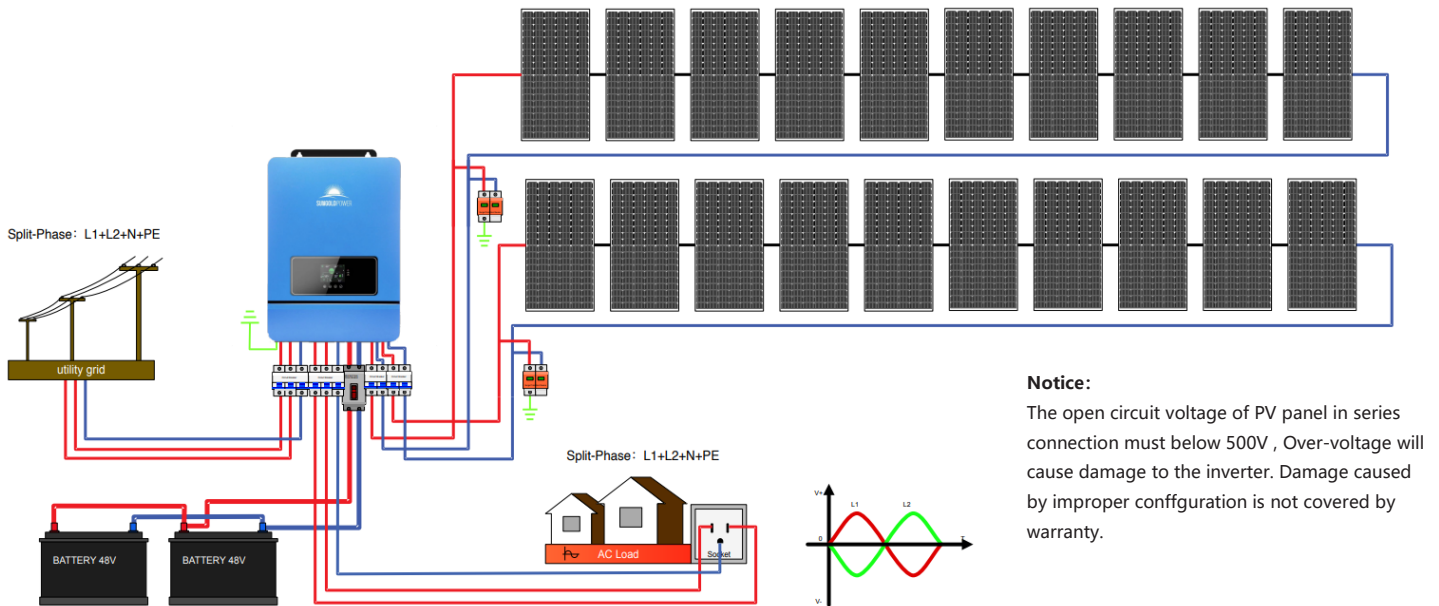 SUNGOLDPOWER
Split-Phase: L1+L2+N+PE
utility grid
BATTERY 48V
BATTERY 48V
Split-Phase: L1+L2+N+PE
AC Load
Socket
V+
L1
L2
0
T
V-
Notice:
The open circuit voltage of PV panel in series
connection must below 500V , Over-voltage will
cause damage to the inverter. Damage caused
by improper conffguration is not covered by
warranty.